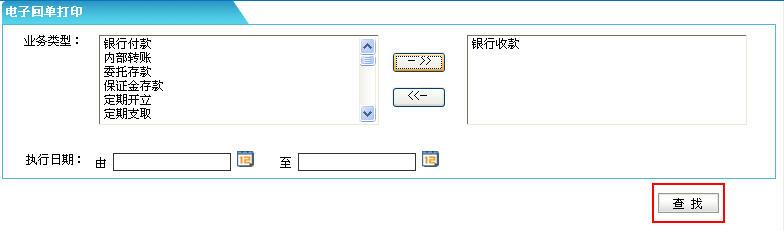 电子回单打印
业务类型：
银行付款
内部转账
委托存款
保证金存款
定期开立
定期支取
- >>
<<-
银行收款
执行日期： 由 12 至 12
查 找